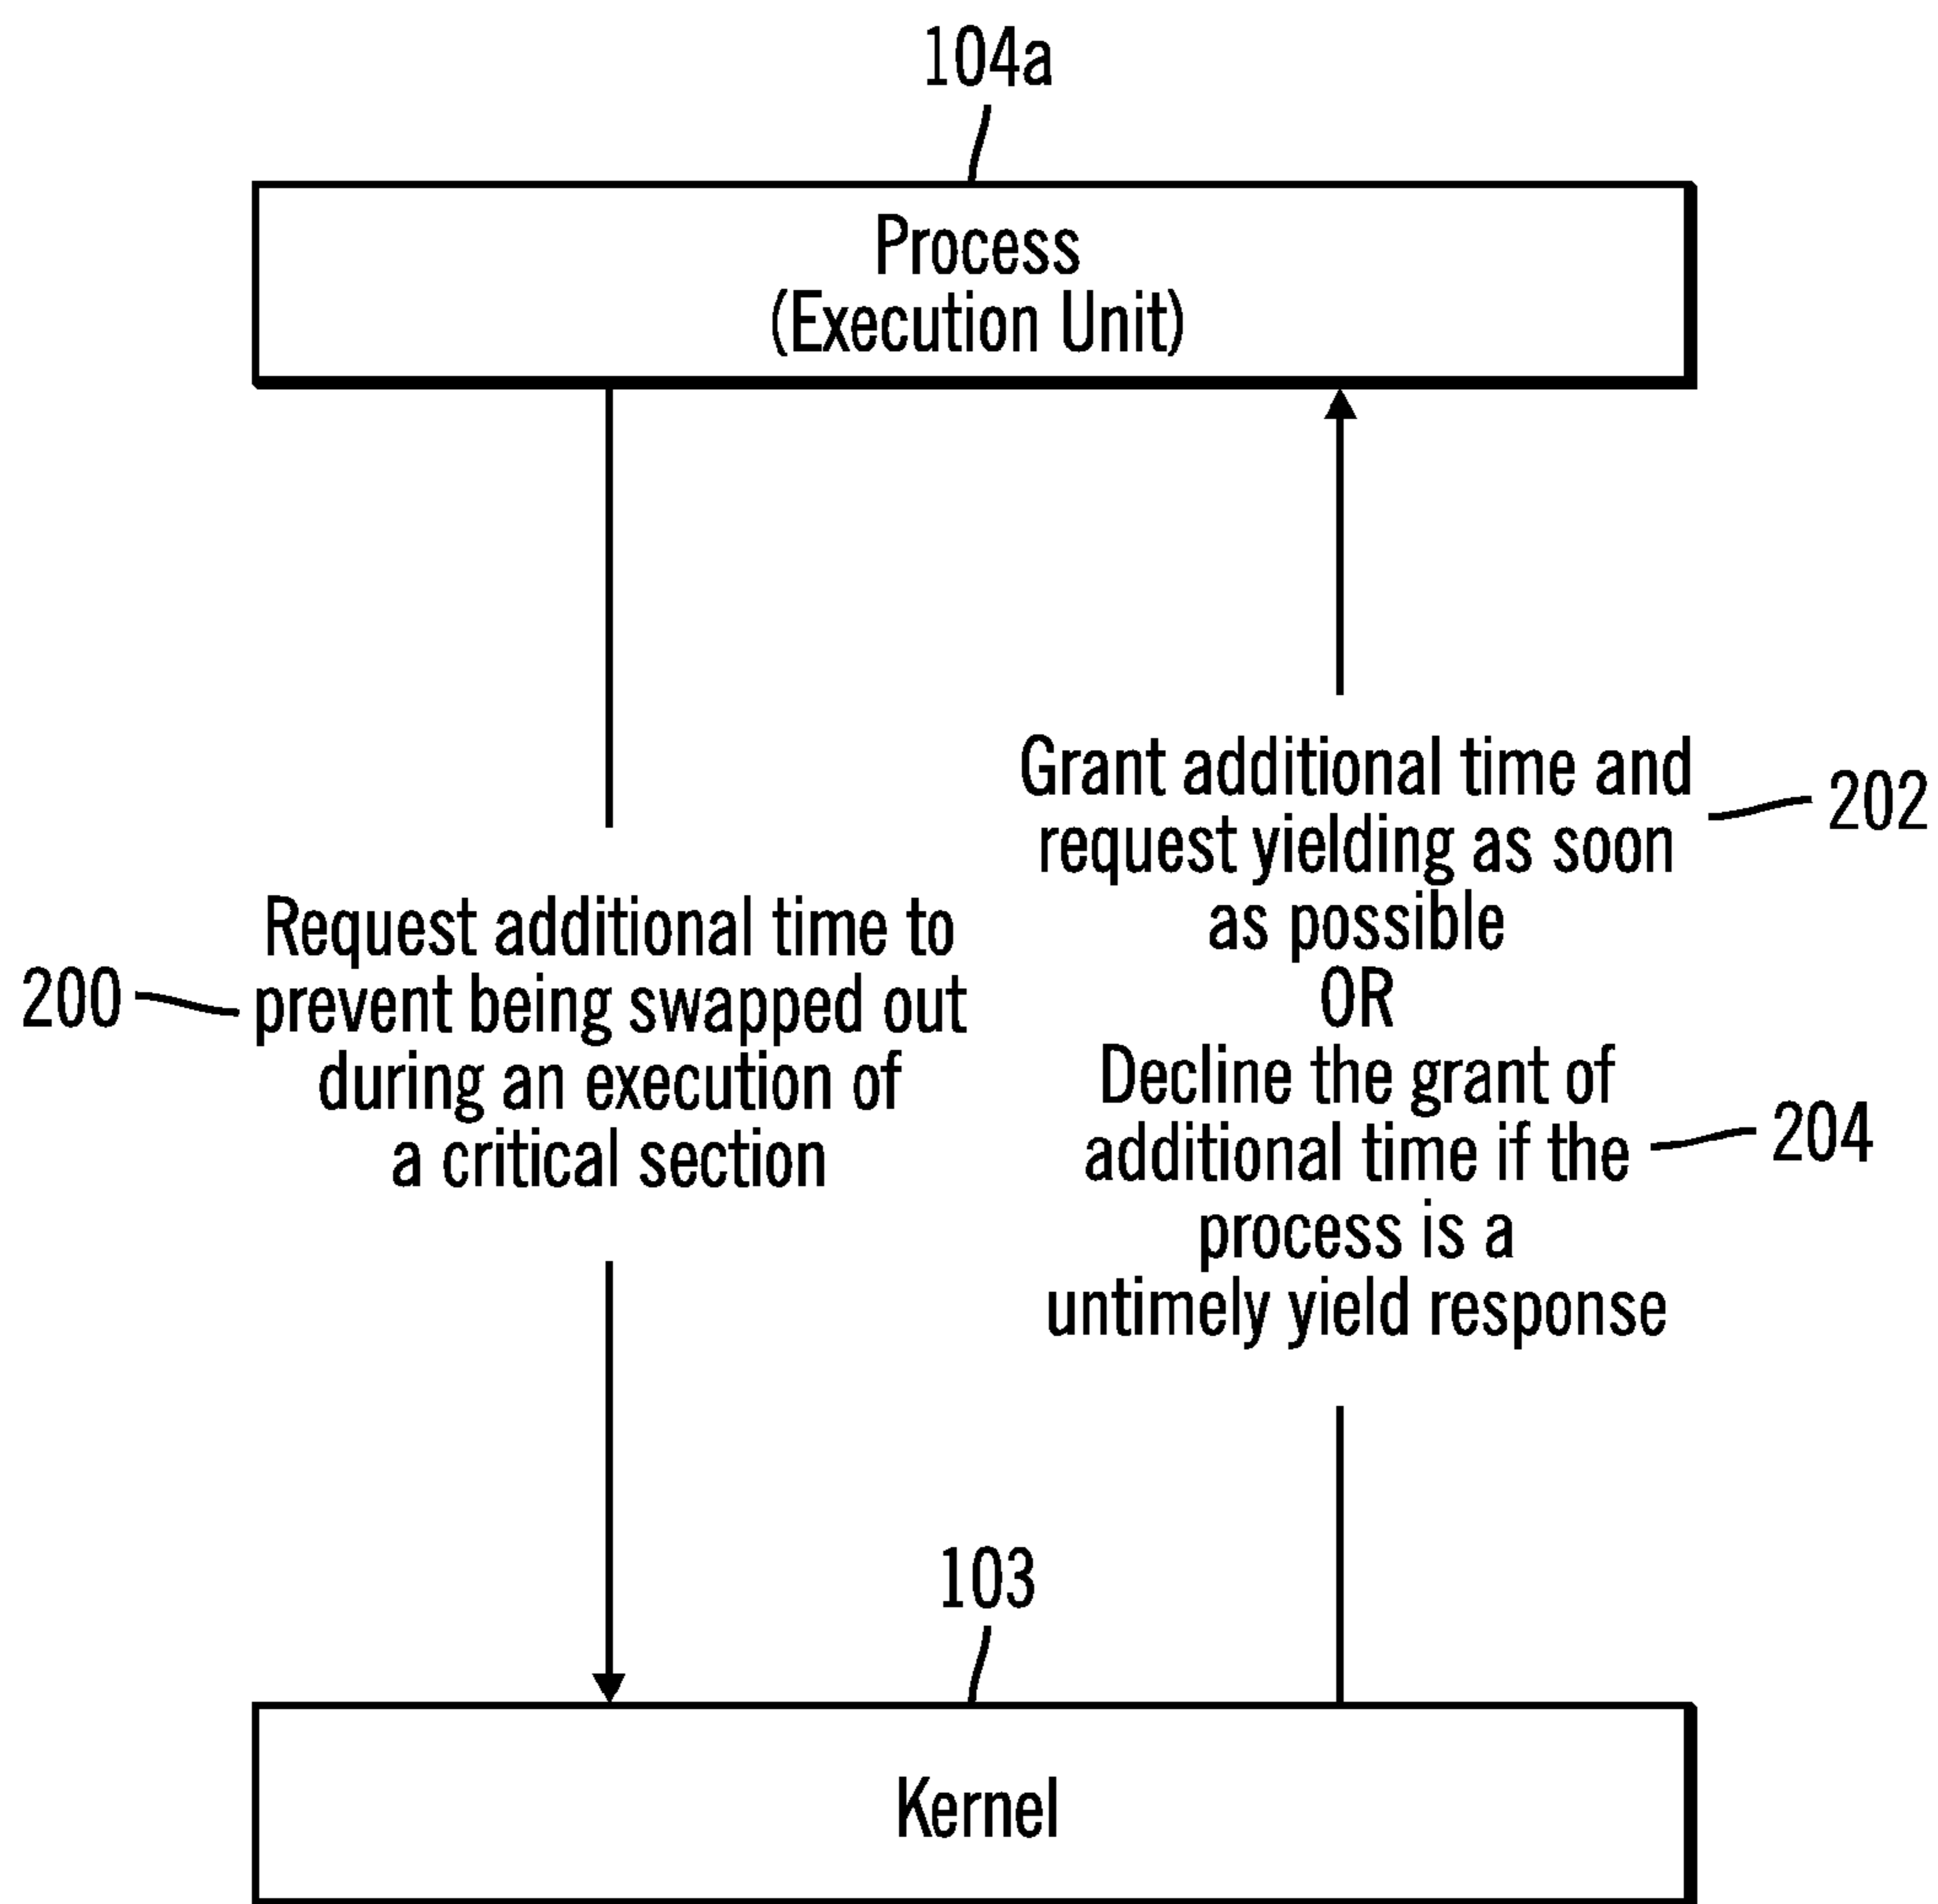 104a
Process
(Execution Unit)
Request additional time to
prevent being swapped out
during an execution of
a critical section
200
Grant additional time and
request yielding as soon
as possible
202
OR
Decline the grant of
additional time if the
process is a
untimely yield response
204
103
Kernel